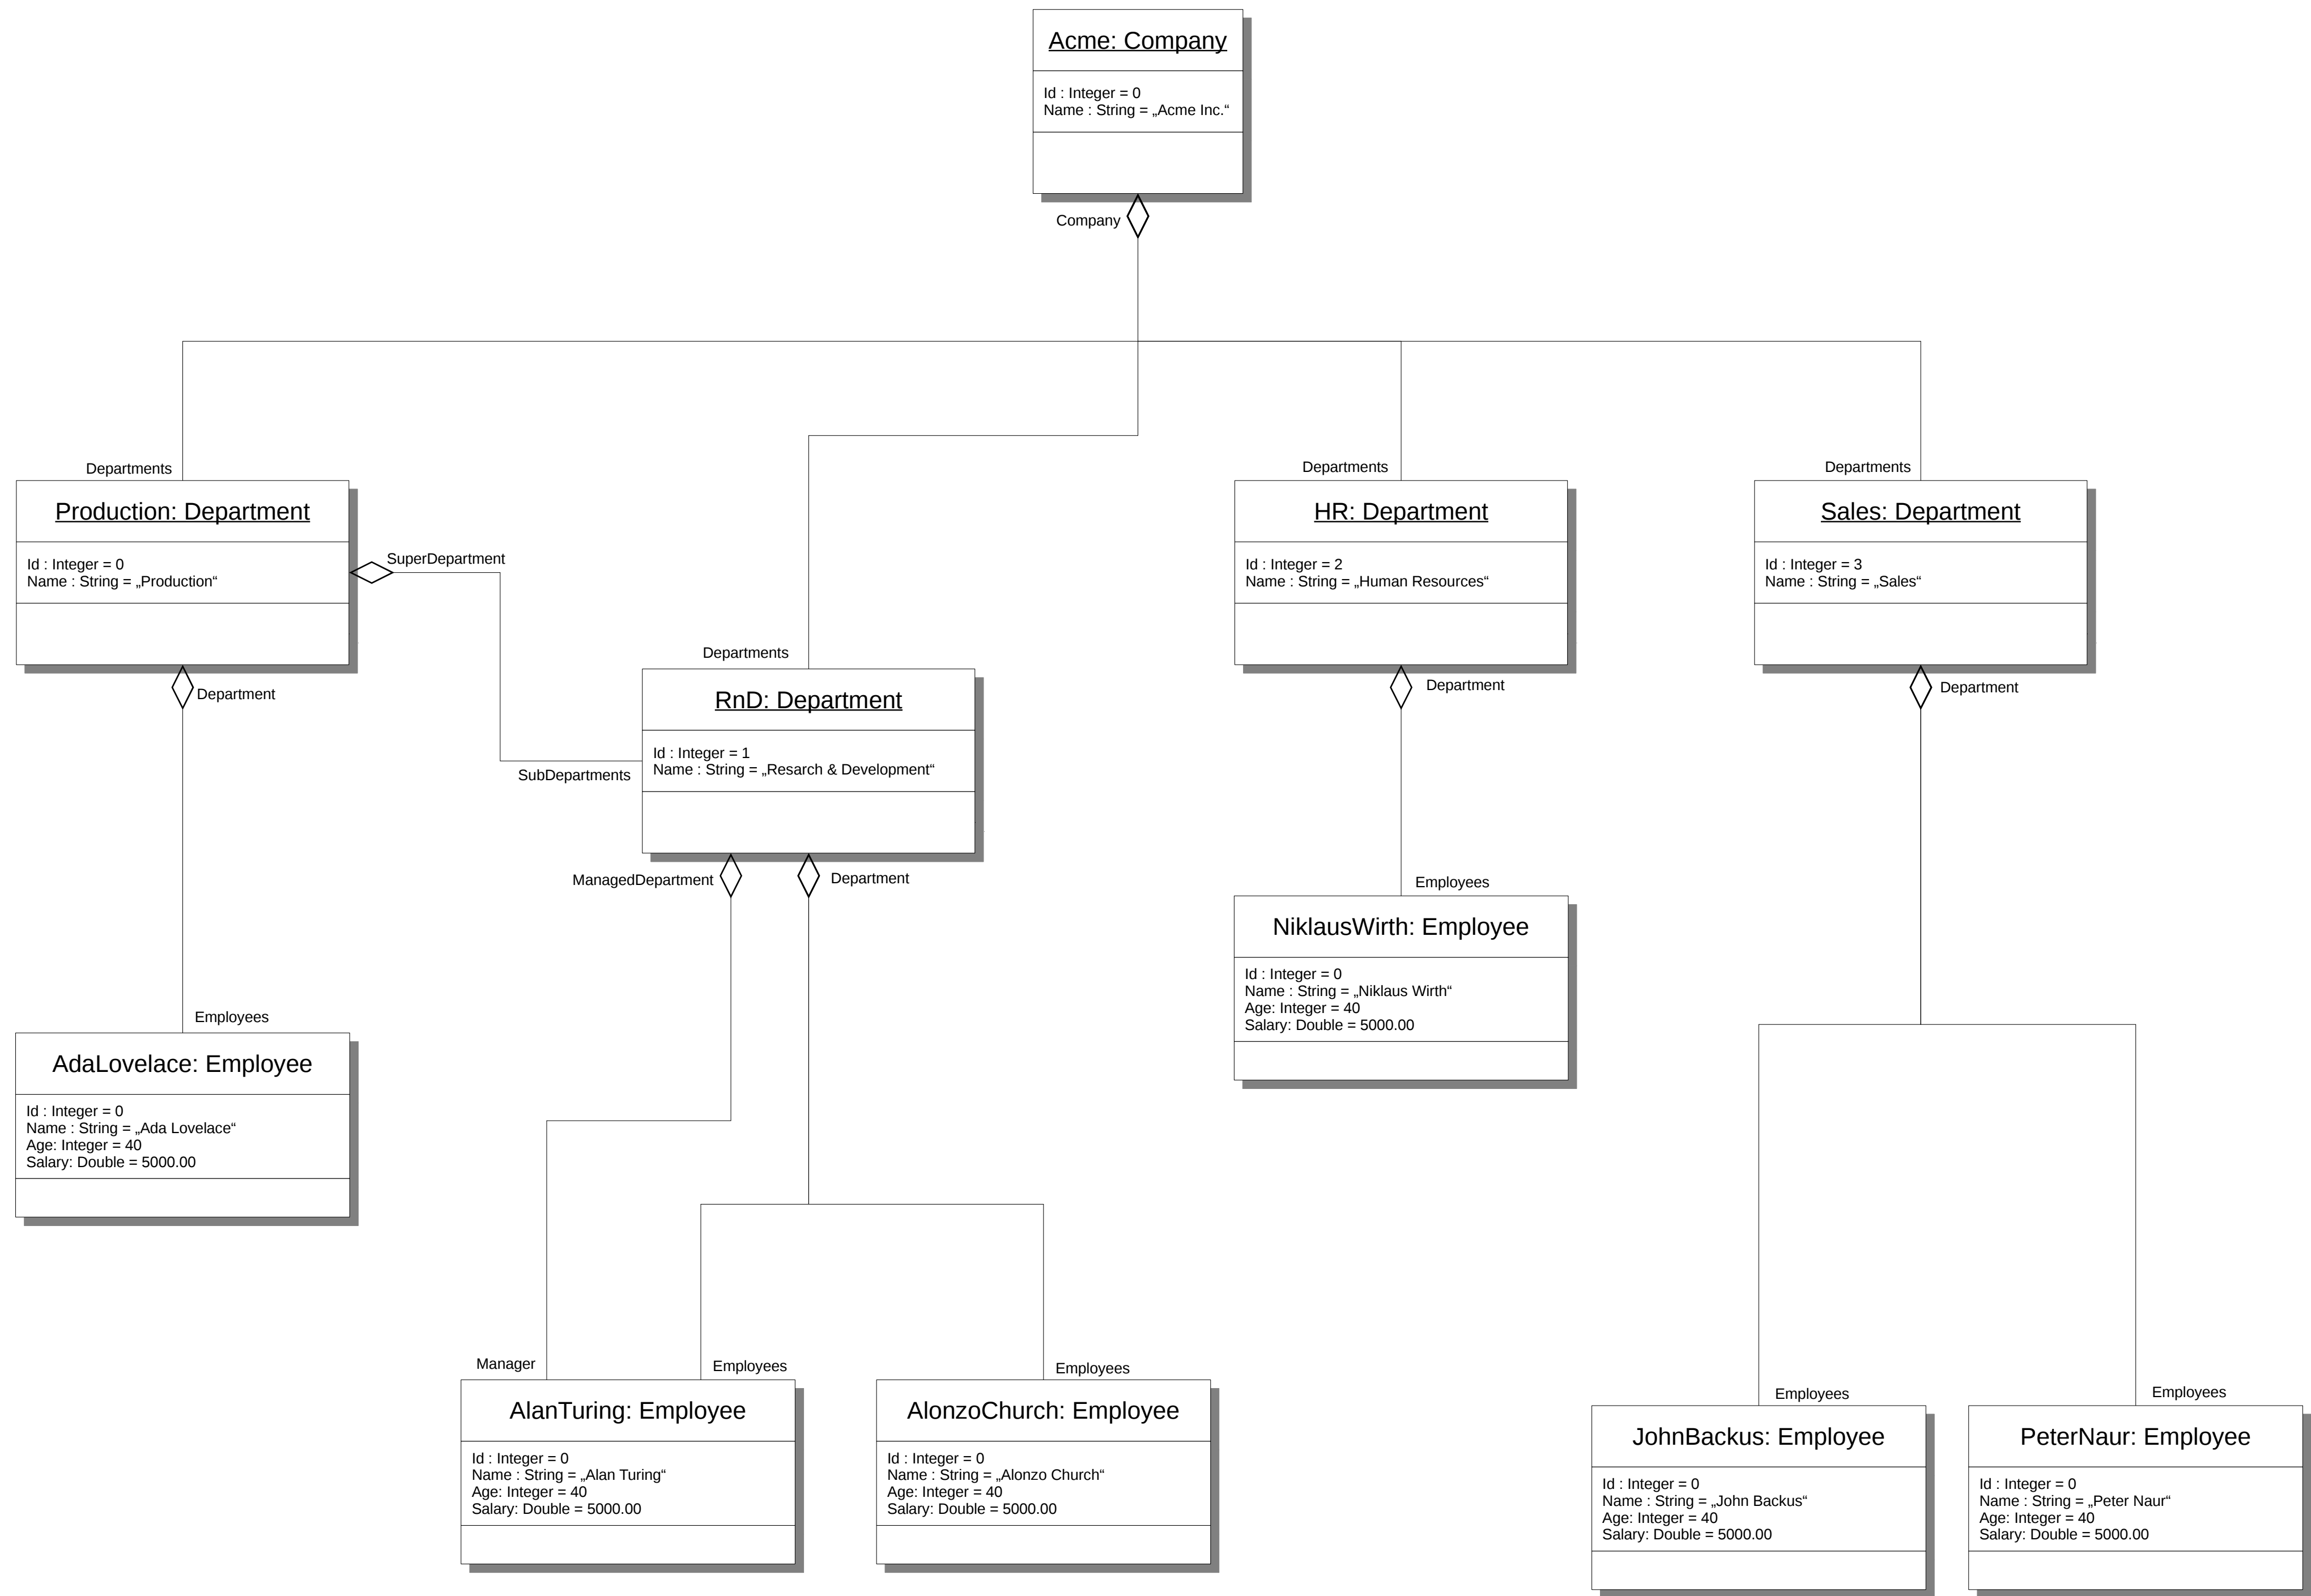 Acme: Company
Id : Integer = 0
Name : String = „Acme Inc.“
Company
Departments
Production: Department
Id : Integer = 0
Name : String = „Production“
SuperDepartment
Department
Departments
RnD: Department
Id : Integer = 1
Name : String = „Resarch & Development“
SubDepartments
ManagedDepartment
Department
Departments
HR: Department
Id : Integer = 2
Name : String = „Human Resources“
Department
Departments
Sales: Department
Id : Integer = 3
Name : String = „Sales“
Department
Employees
AdaLovelace: Employee
Id : Integer = 0
Name : String = „Ada Lovelace“
Age: Integer = 40
Salary: Double = 5000.00
Employees
NiklausWirth: Employee
Id : Integer = 0
Name : String = „Niklaus Wirth“
Age: Integer = 40
Salary: Double = 5000.00
Manager
Employees
AlanTuring: Employee
Id : Integer = 0
Name : String = „Alan Turing“
Age: Integer = 40
Salary: Double = 5000.00
Employees
AlonzoChurch: Employee
Id : Integer = 0
Name : String = „Alonzo Church“
Age: Integer = 40
Salary: Double = 5000.00
Employees
JohnBackus: Employee
Id : Integer = 0
Name : String = „John Backus“
Age: Integer = 40
Salary: Double = 5000.00
Employees
PeterNaur: Employee
Id : Integer = 0
Name : String = „Peter Naur“
Age: Integer = 40
Salary: Double = 5000.00